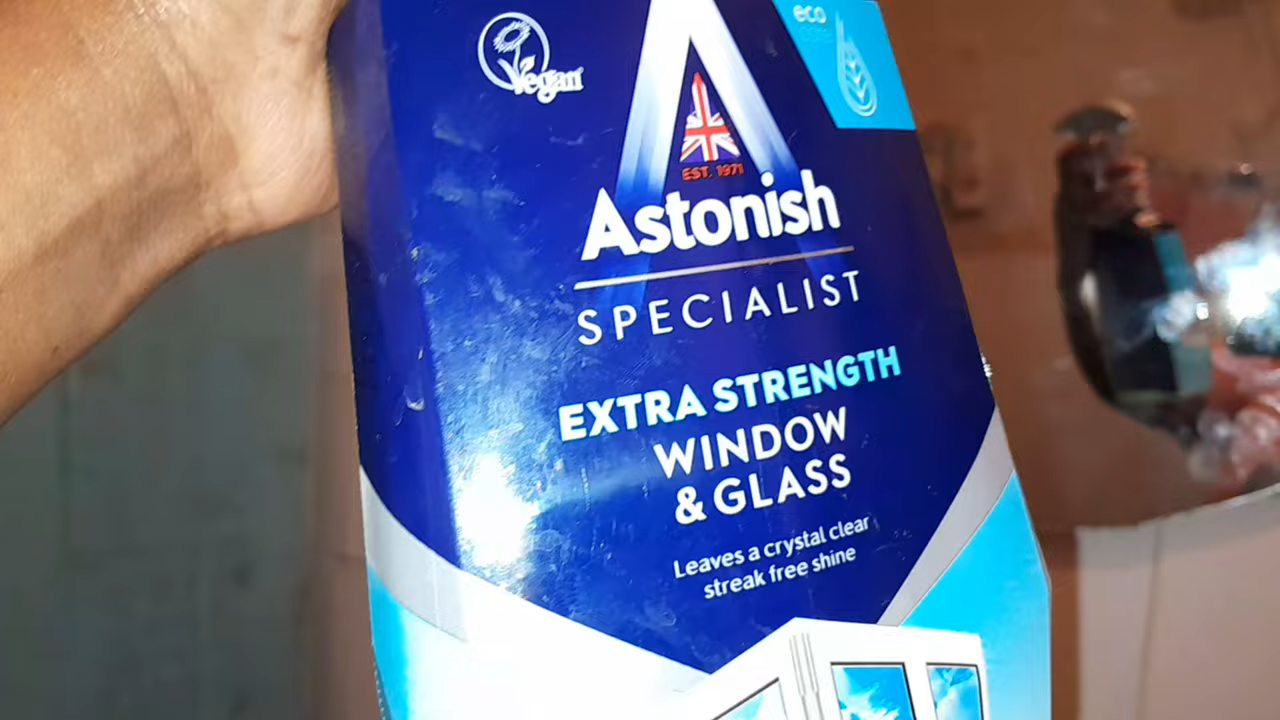 Vegan
eco
EST. 1971
Astonish
SPECIALIST
EXTRA STRENGTH
WINDOW
& GLASS
Leaves a crystal clear
streak free shine